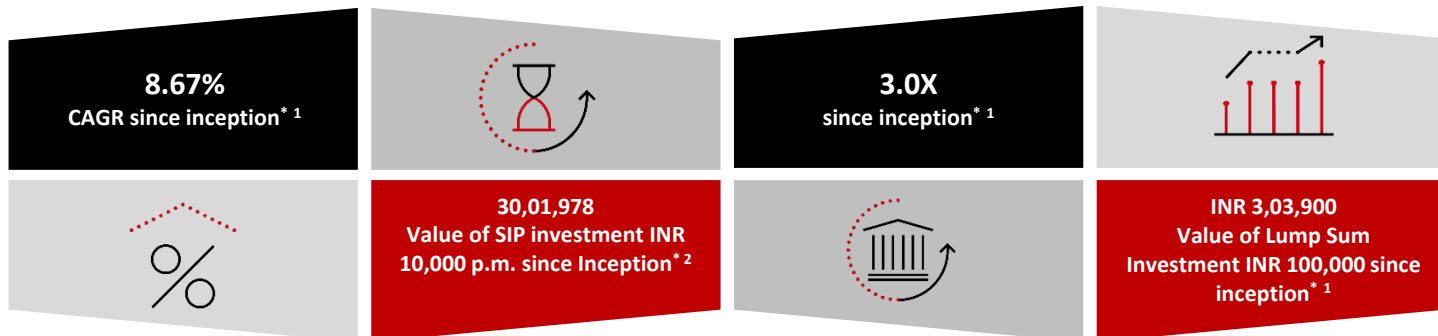 8.67%
CAGR since inception* 1
3.0X
since inception* 1
30,01,978
Value of SIP investment INR
10,000 p.m. since Inception* 2
INR 3,03,900
Value of Lump Sum
Investment INR 100,000 since
inception* 1